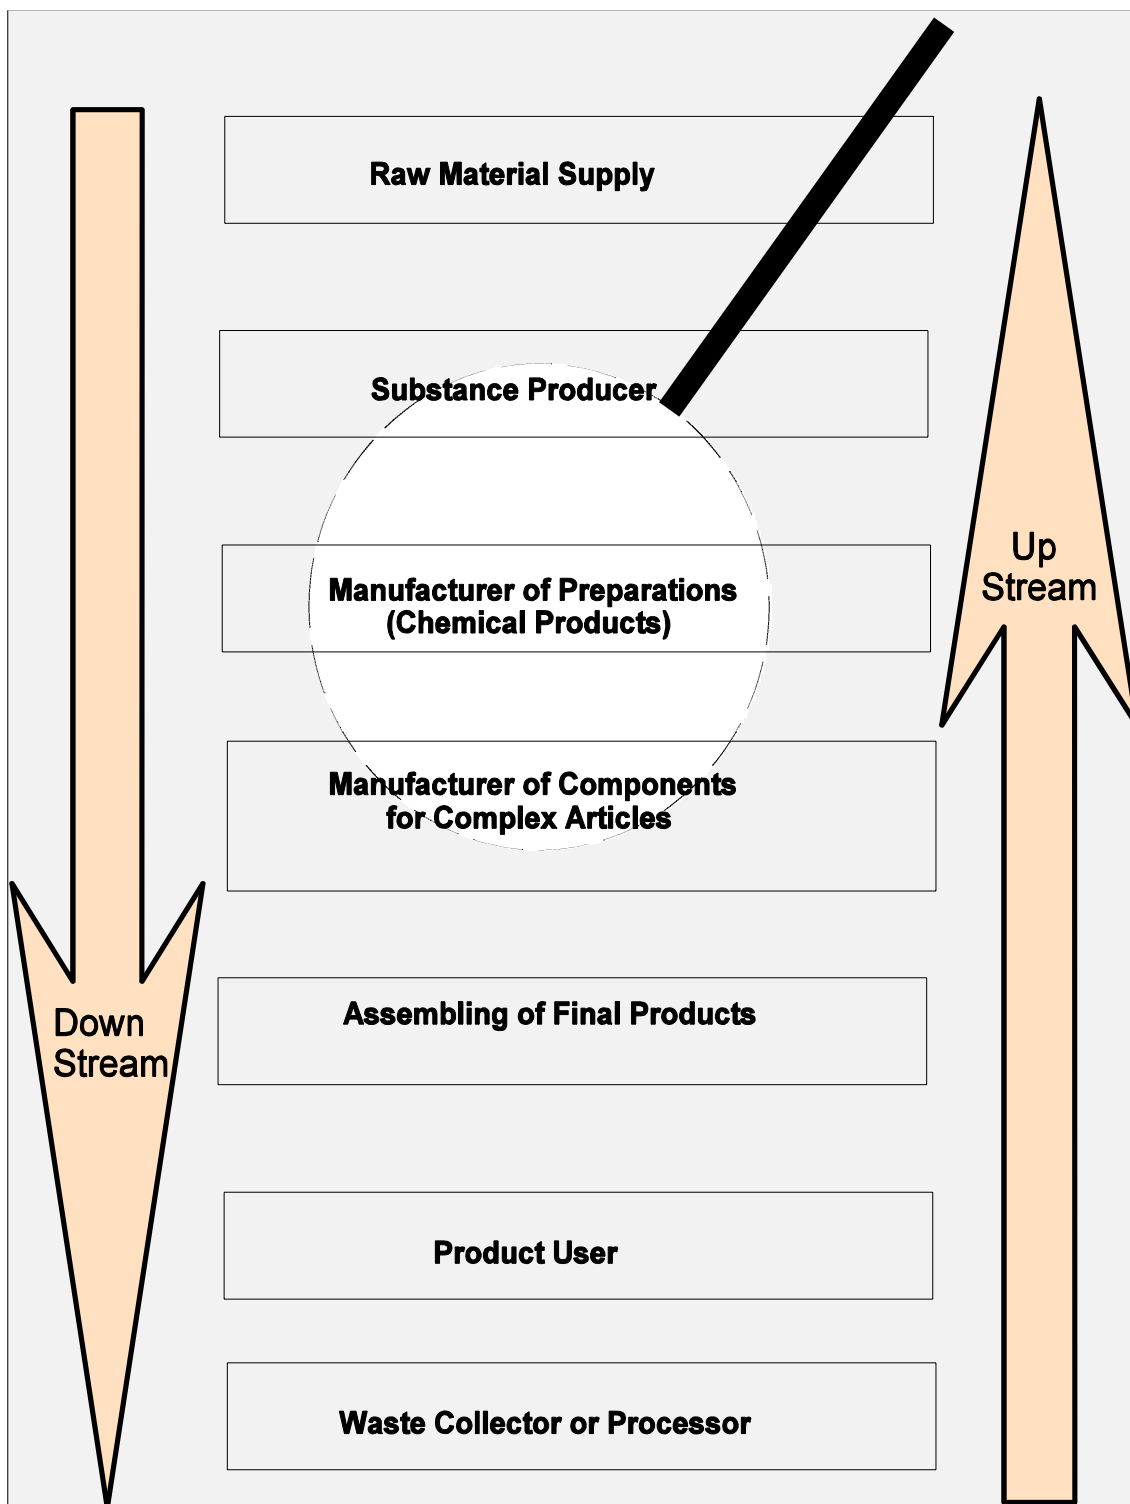 Raw Material Supply
Substance Producer
Up
Stream
Manufacturer of Preparations
(Chemical Products)
Manufacturer of Components
for Complex Articles
Down
Stream
Assembling of Final Products
Product User
Waste Collector or Processor